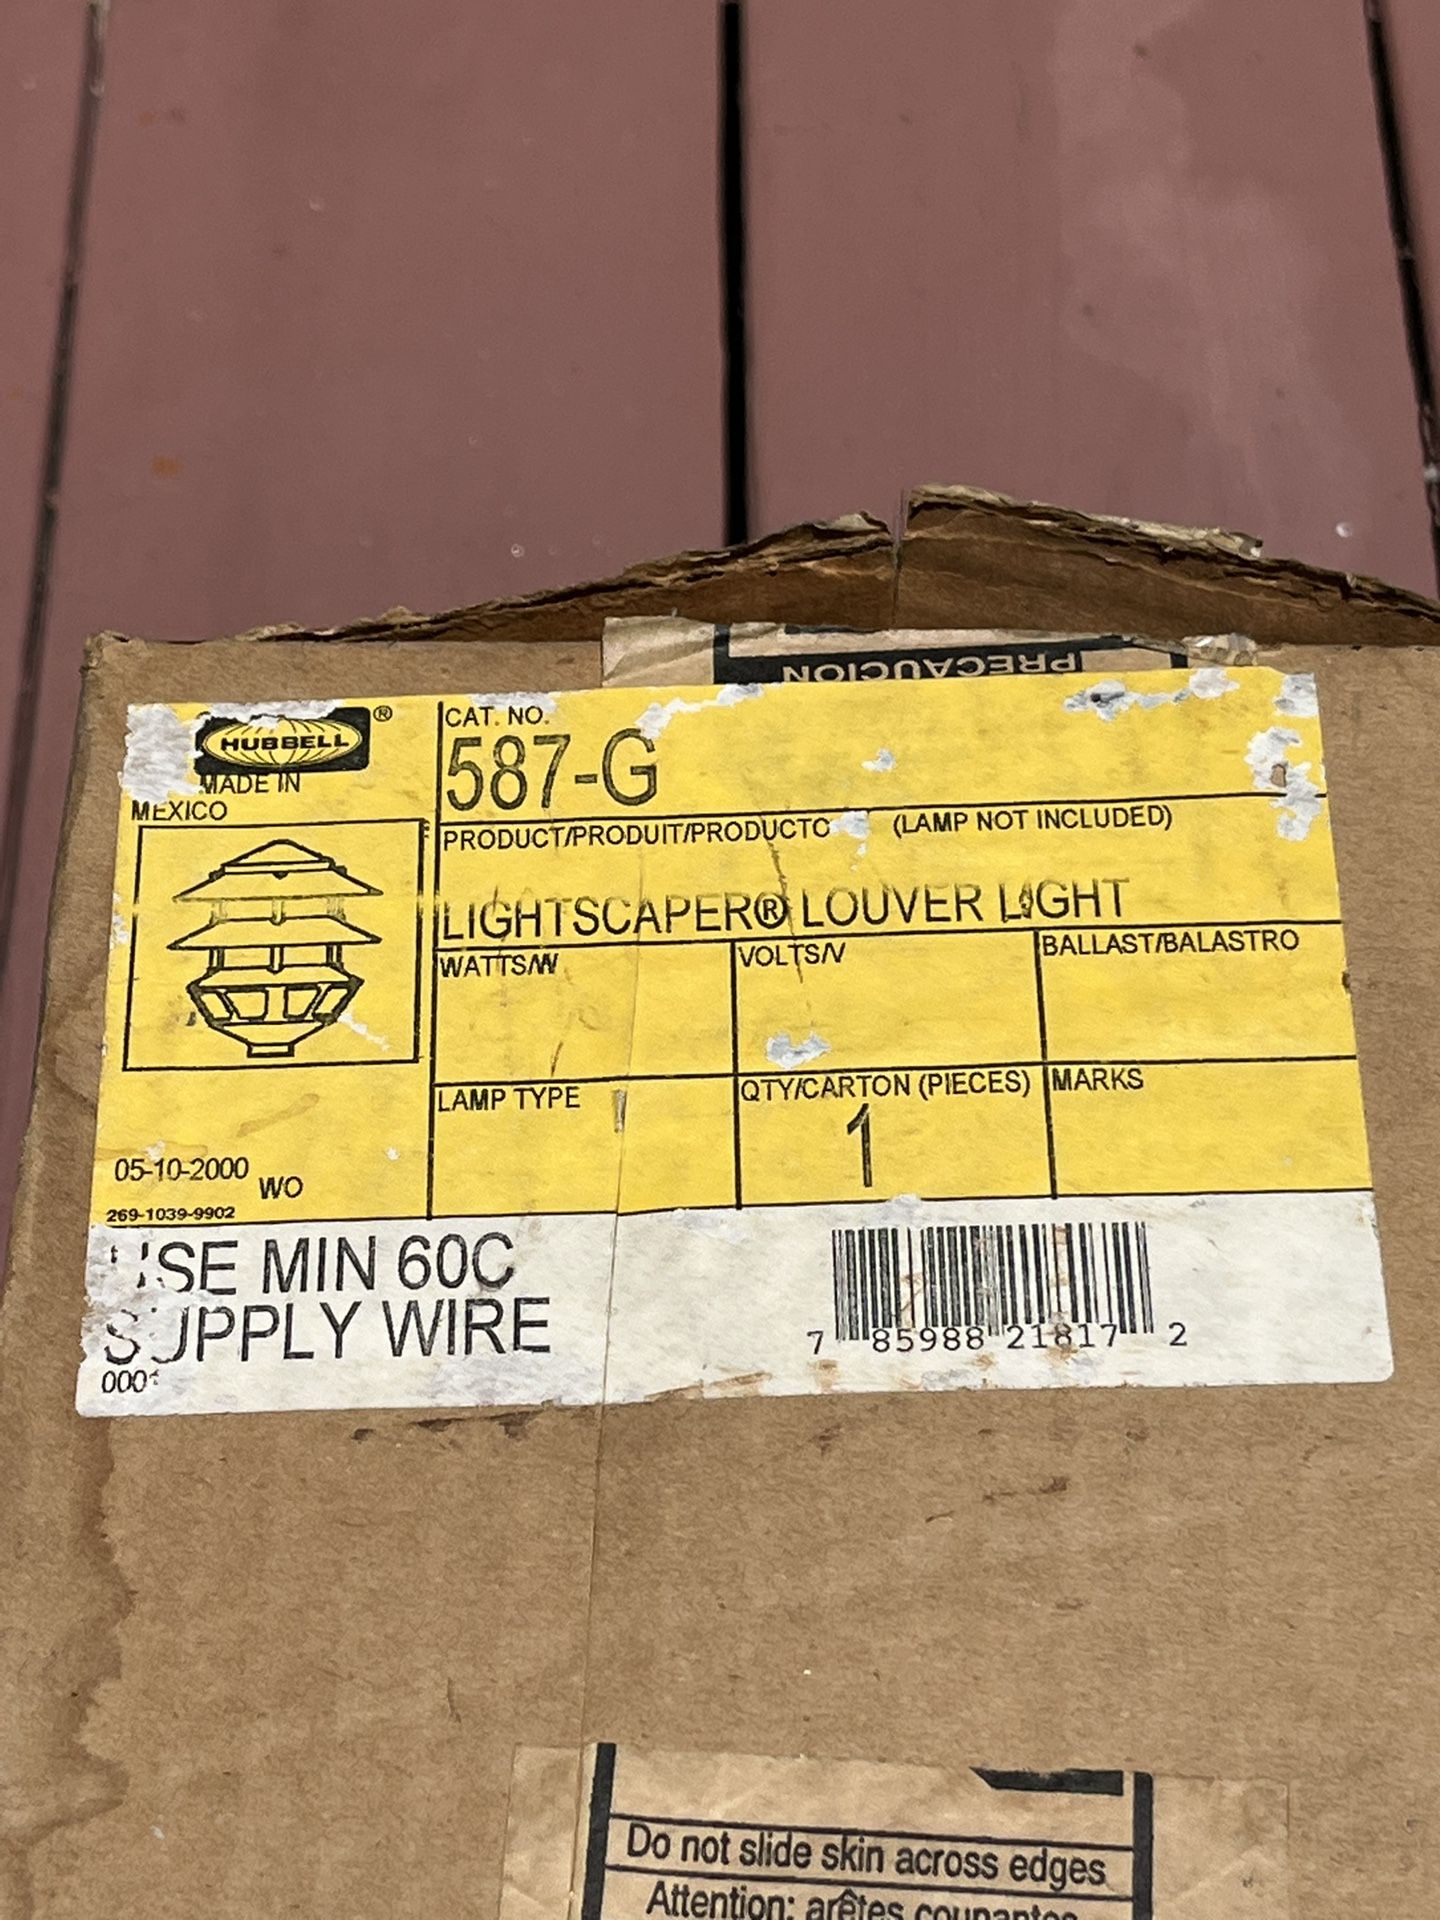 PRECAUCION
HUBBELL ®
MADE IN
MEXICO
CAT. NO.
587-G
PRODUCT/PRODUIT/PRODUCTO (LAMP NOT INCLUDED)
LIGHTSCAPER® LOUVER LIGHT
WATTS/W
VOLTS/V
BALLAST/BALASTRO
LAMP TYPE
QTY/CARTON (PIECES)
1
MARKS
05-10-2000 WO
269-1039-9902
USE MIN 60C
SUPPLY WIRE
7 85988 21817 2
Do not slide skin across edges
Attention: arêtes coupantes